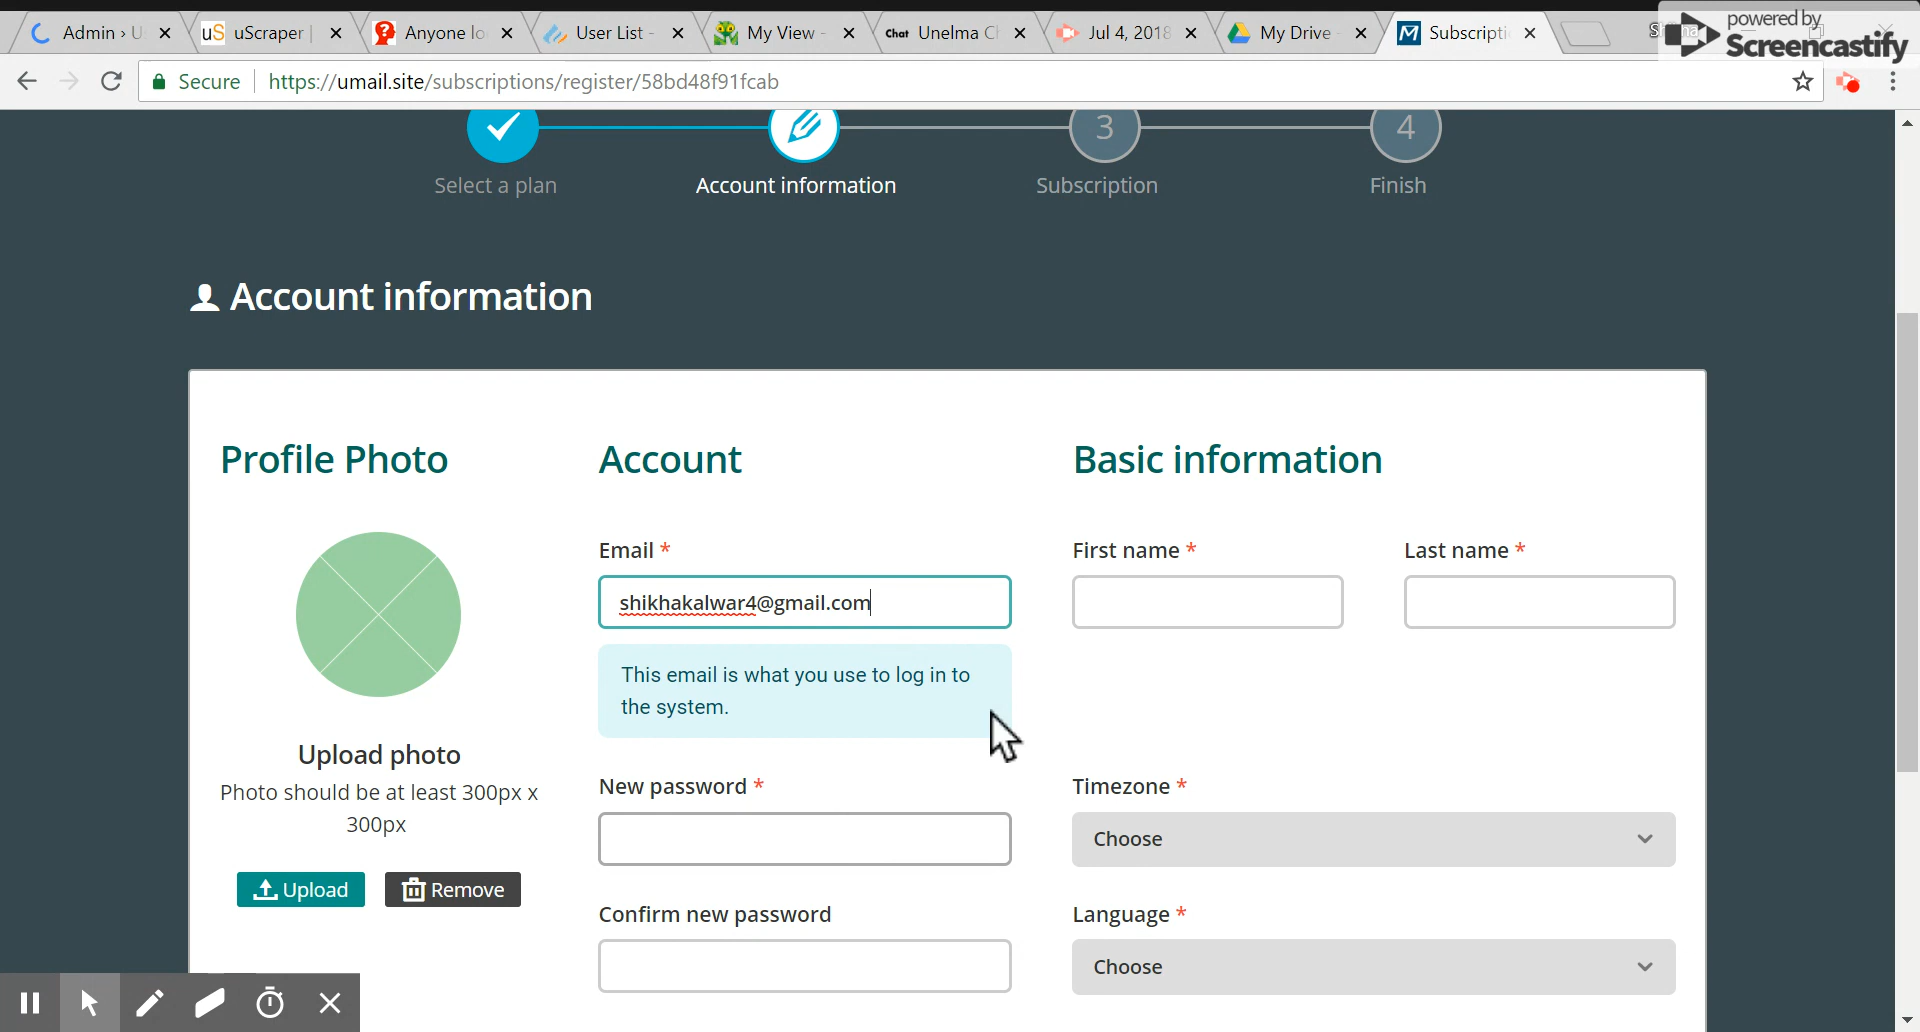 Admin › U
uS uScraper |
Anyone lo
User List -
My View -
Chat Unelma C
Jul 4, 2018
My Drive -
Subscripti
powered by
Screencastify
Secure
https://umail.site/subscriptions/register/58bd48f91fcab
3
4
Select a plan
Account information
Subscription
Finish
Account information
Profile Photo
Account
Basic information
Email *
First name *
Last name *
shikhakalwar4@gmail.com
This email is what you use to log in to
the system.
Upload photo
Photo should be at least 300px x
300px
New password *
Timezone *
Choose
Upload
Remove
Confirm new password
Language *
Choose